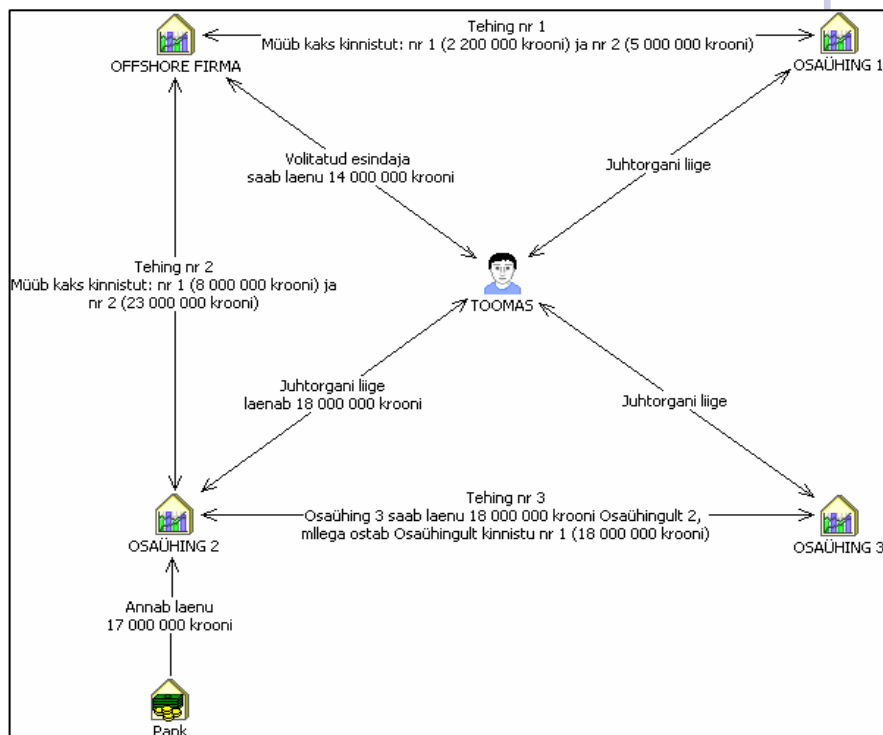 Tehing nr 1
Müüb kaks kinnistut: nr 1 (2 200 000 krooni) ja nr 2 (5 000 000 krooni)
OFFSHORE FIRMA
OSAÜHING 1
Volitatud esindaja
saab laenu 14 000 000 krooni
Juhtorgani liige
Tehing nr 2
Müüb kaks kinnistut: nr 1 (8 000 000 krooni) ja
nr 2 (23 000 000 krooni)
TOOMAS
Juhtorgani liige
laenab 18 000 000 krooni
Juhtorgani liige
Tehing nr 3
Osaühing 3 saab laenu 18 000 000 krooni Osaühingult 2,
mllega ostab Osaühingult kinnistu nr 1 (18 000 000 krooni)
OSAÜHING 2
OSAÜHING 3
Annab laenu
17 000 000 krooni
Pank